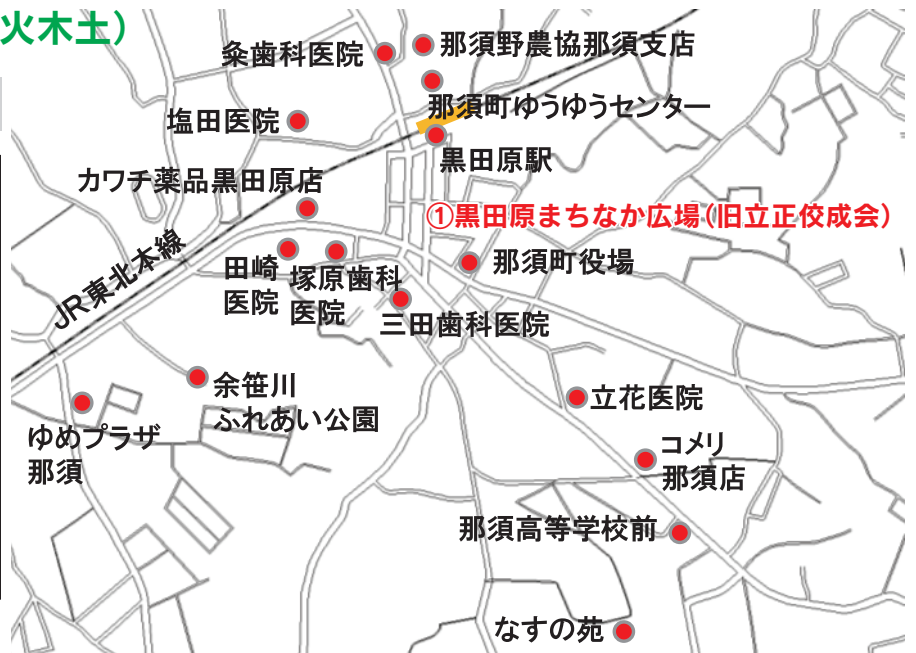 火木土）
粂歯科医院
那須野農協那須支店
那須町ゆうゆうセンター
塩田医院
黒田原駅
カワチ薬品黒田原店
①黒田原まちなか広場（旧立正佼成会）
JR東北本線
田崎
医院
塚原歯科
医院
那須町役場
三田歯科医院
余笹川
ふれあい公園
立花医院
ゆめプラザ
那須
コメリ
那須店
那須高等学校前
なすの苑